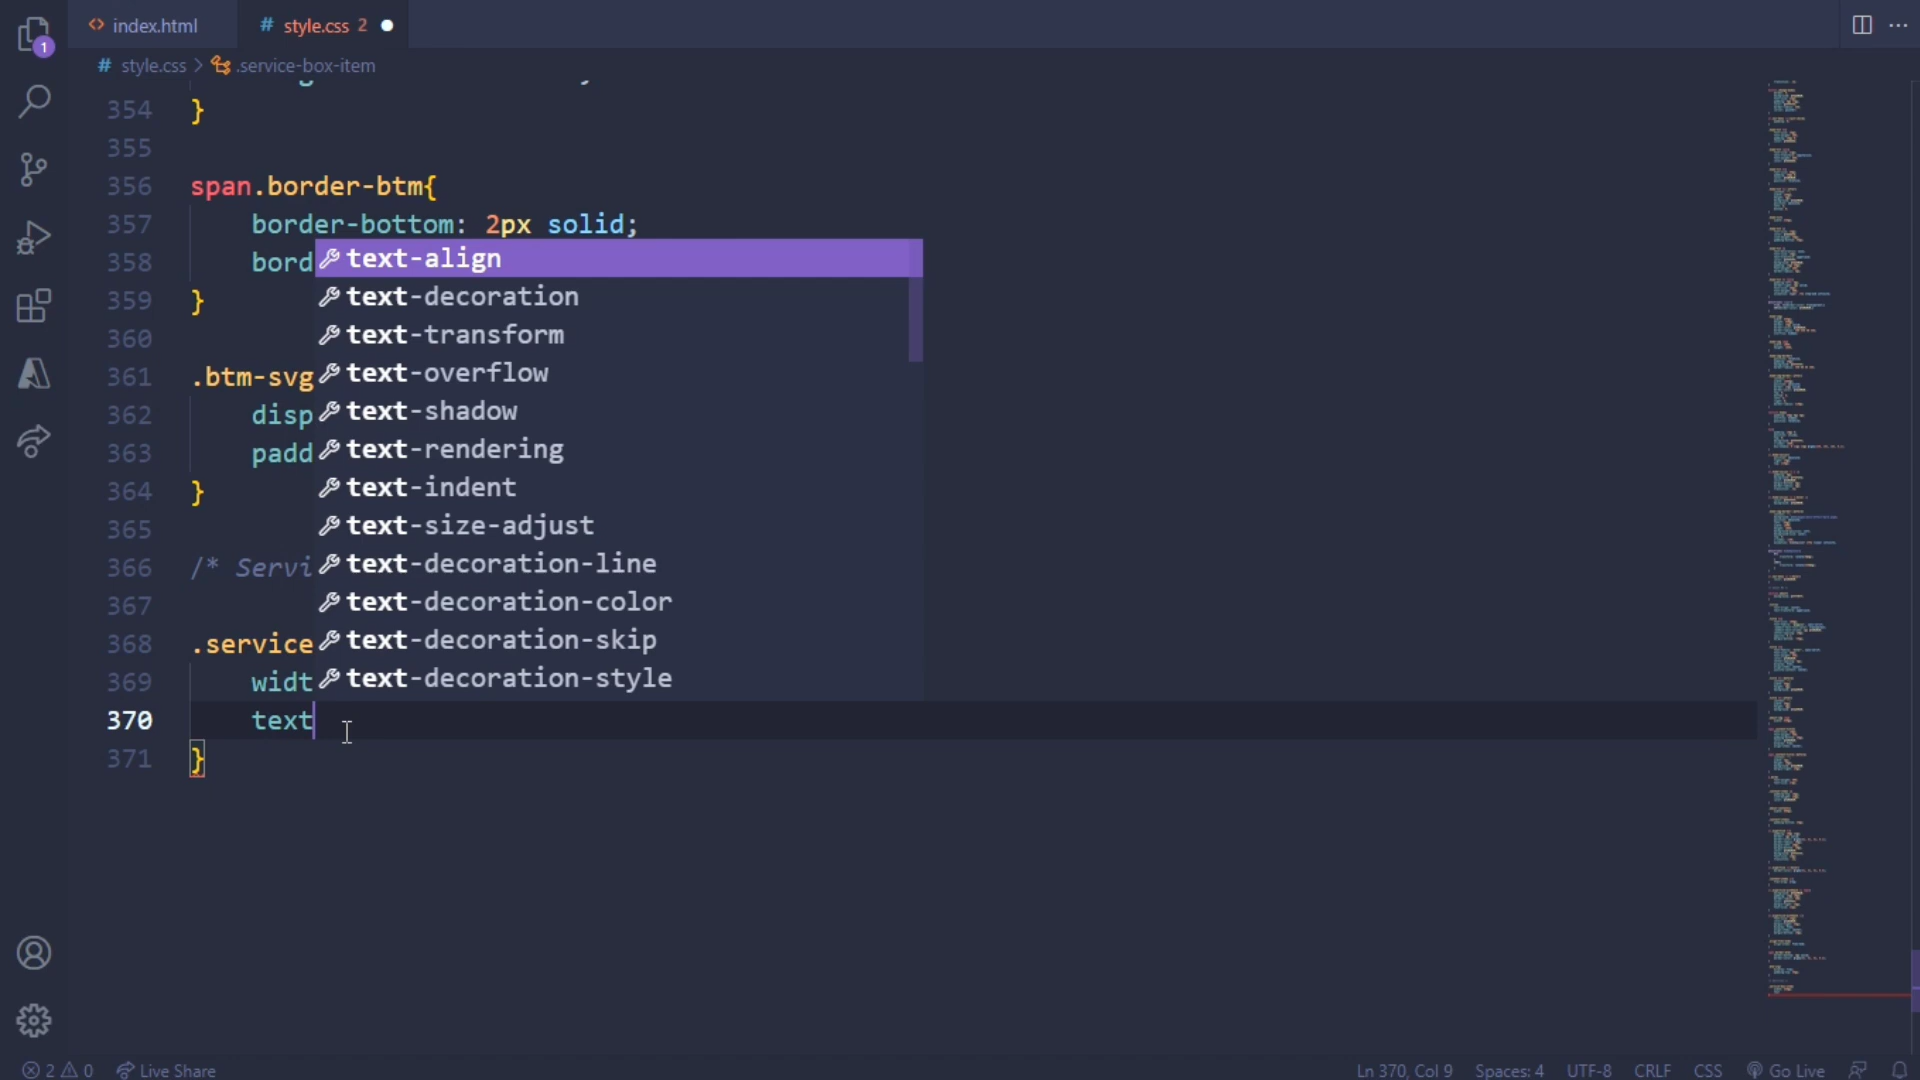 index.html
style.css 2
1
style.css > .service-box-item
354 }
355
356 span.border-btm{
357 border-bottom: 2px solid;
358 bord
359 }
360
361 .btm-svg
362 disp
363 padd
364 }
365
366 /* Servi
367
368 .service
369 widt
370 text
371 }
text-align
text-decoration
text-transform
text-overflow
text-shadow
text-rendering
text-indent
text-size-adjust
text-decoration-line
text-decoration-color
text-decoration-skip
text-decoration-style
2 0 Live Share Ln 370, Col 9 Spaces: 4 UTF-8 CRLF CSS Go Live